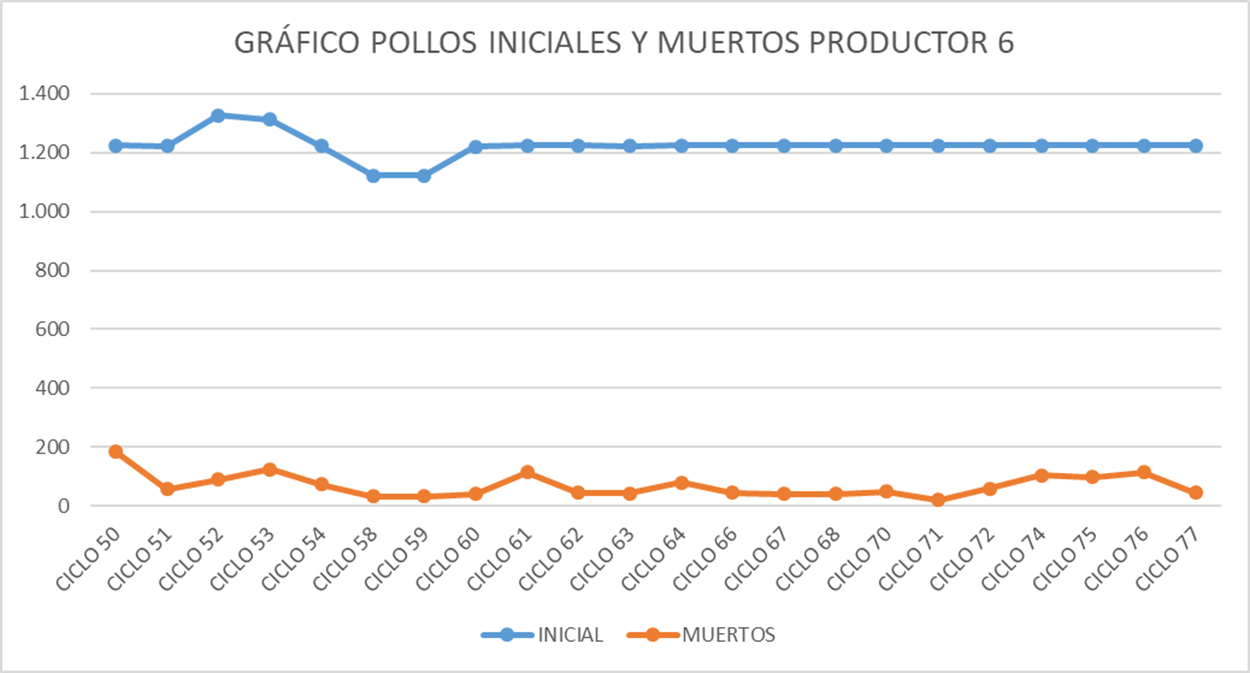 GRÁFICO POLLOS INICIALES Y MUERTOS PRODUCTOR 6
1.400
1.200
1.000
800
600
400
200
0
CICLO 50
CICLO 51
CICLO 52
CICLO 53
CICLO 54
CICLO 58
CICLO 59
CICLO 60
CICLO 61
CICLO 62
CICLO 63
CICLO 64
CICLO 66
CICLO 67
CICLO 68
CICLO 70
CICLO 71
CICLO 72
CICLO 74
CICLO 75
CICLO 76
CICLO 77
INICIAL
MUERTOS